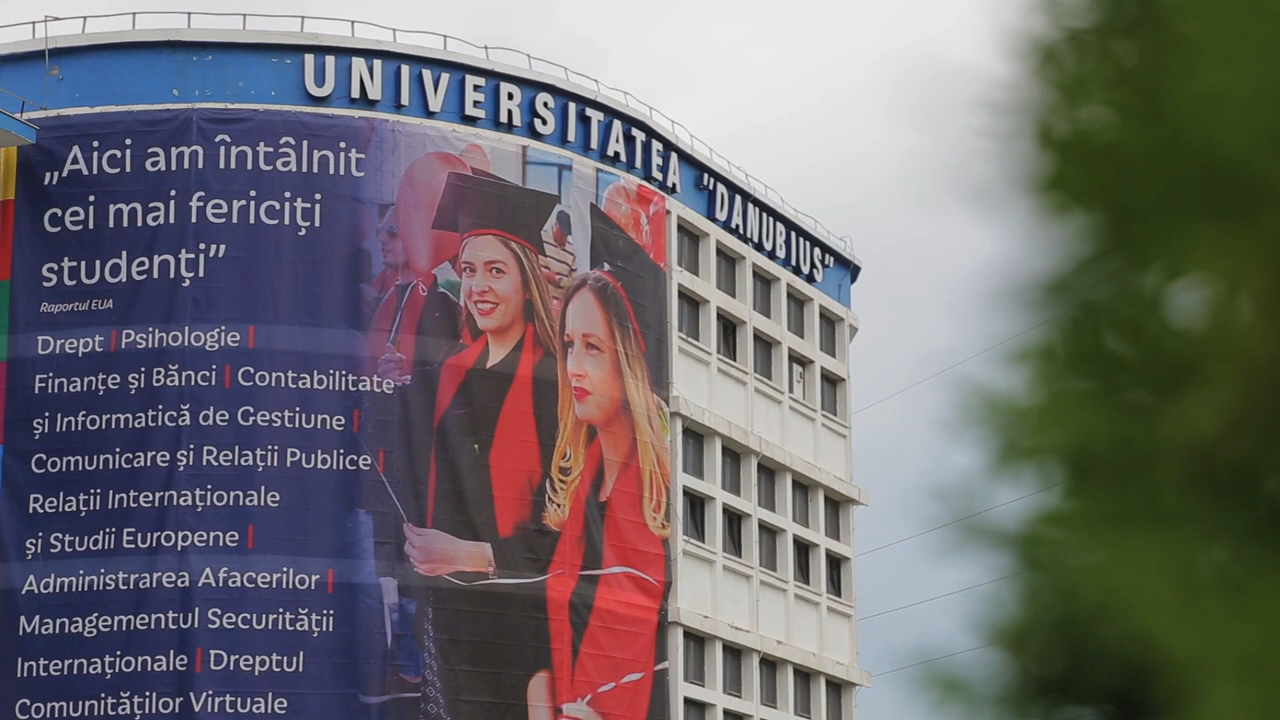 UNIVERSITATEA "DANUBIUS"
„Aici am întâlnit
cei mai fericiți
studenți”
Raportul EUA
Drept | Psihologie |
Finanțe și Bănci | Contabilitate
și Informatică de Gestiune |
Comunicare și Relații Publice |
Relații Internaționale
și Studii Europene |
Administrarea Afacerilor |
Managementul Securității
Internaționale | Dreptul
Comunităților Virtuale